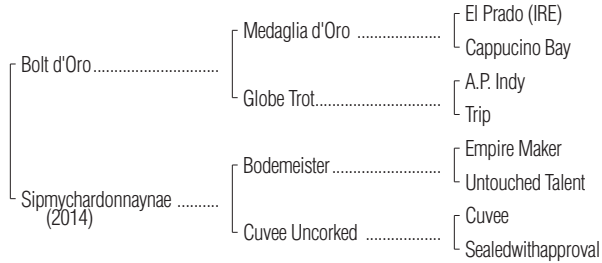 El Prado (IRE)
Medaglia d'Oro ..................
Cappucino Bay
Bolt d'Oro...........................
A.P. Indy
Globe Trot...........................
Trip
Empire Maker
Bodemeister........................
Untouched Talent
Sipmychardonnaynae .........
(2014)
Cuvee
Cuvee Uncorked ................
Sealedwithapproval